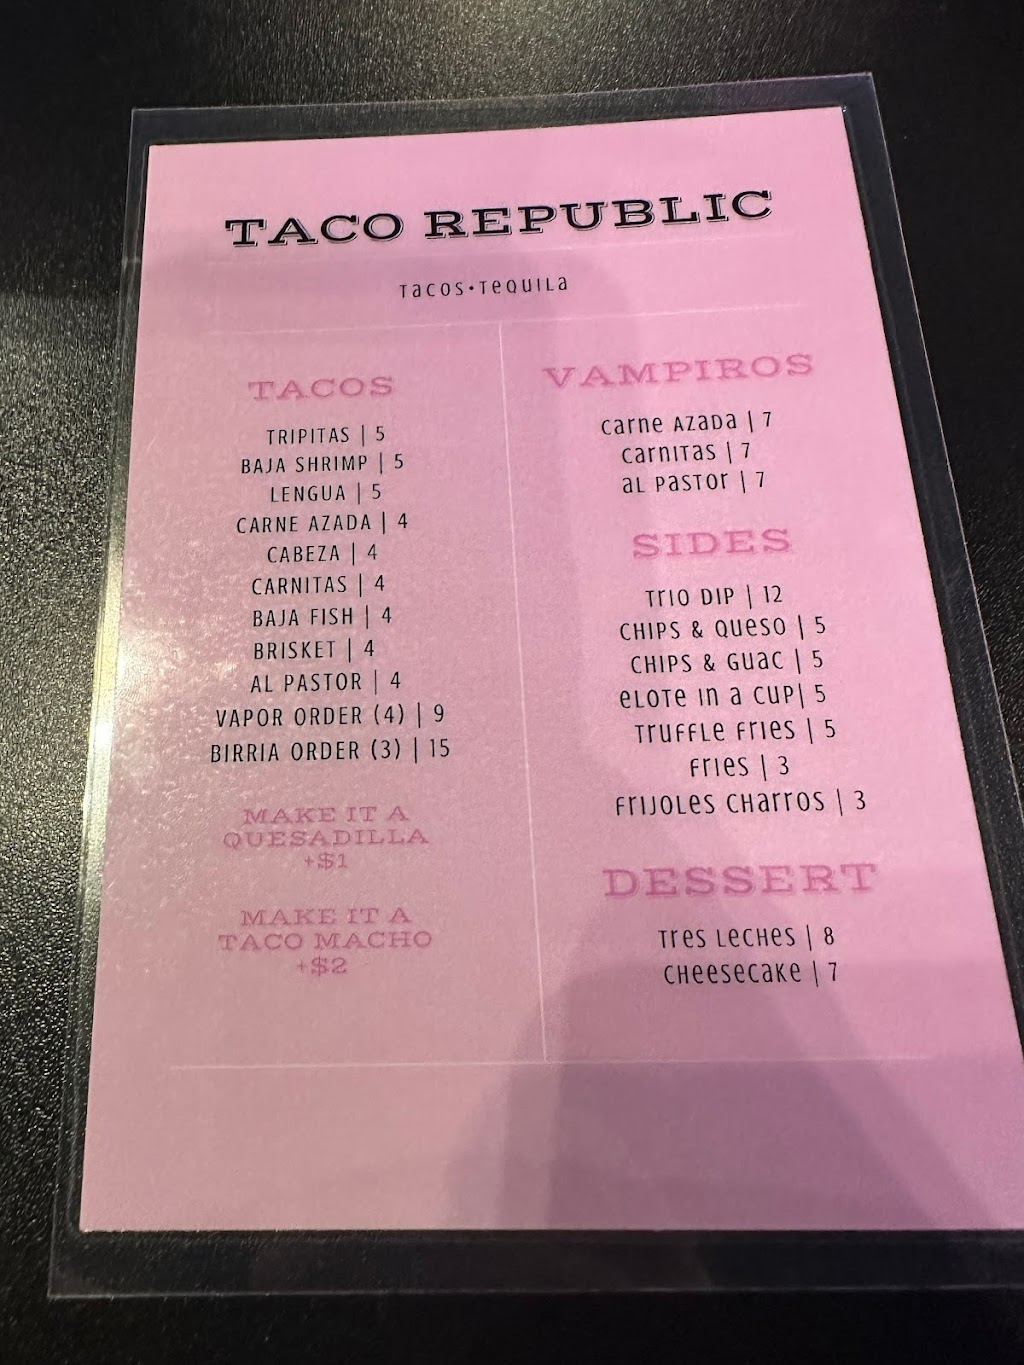 TACO REPUBLIC
Tacos•Tequila
TACOS
TRIPITAS | 5
BAJA SHRIMP | 5
LENGUA | 5
CARNE AZADA | 4
CABEZA | 4
CARNITAS | 4
BAJA FISH | 4
BRISKET | 4
AL PASTOR | 4
VAPOR ORDER (4) | 9
BIRRIA ORDER (3) | 15
MAKE IT A
QUESADILLA
+$1
MAKE IT A
TACO MACHO
+$2
VAMPIROS
Carne Azada | 7
Carnitas | 7
al Pastor | 7
SIDES
Trio Dip | 12
Chips & Queso | 5
Chips & Guac | 5
elote in a cup| 5
Truffle Fries | 5
Fries | 3
Frijoles Charros | 3
DESSERT
Tres Leches | 8
Cheesecake | 7